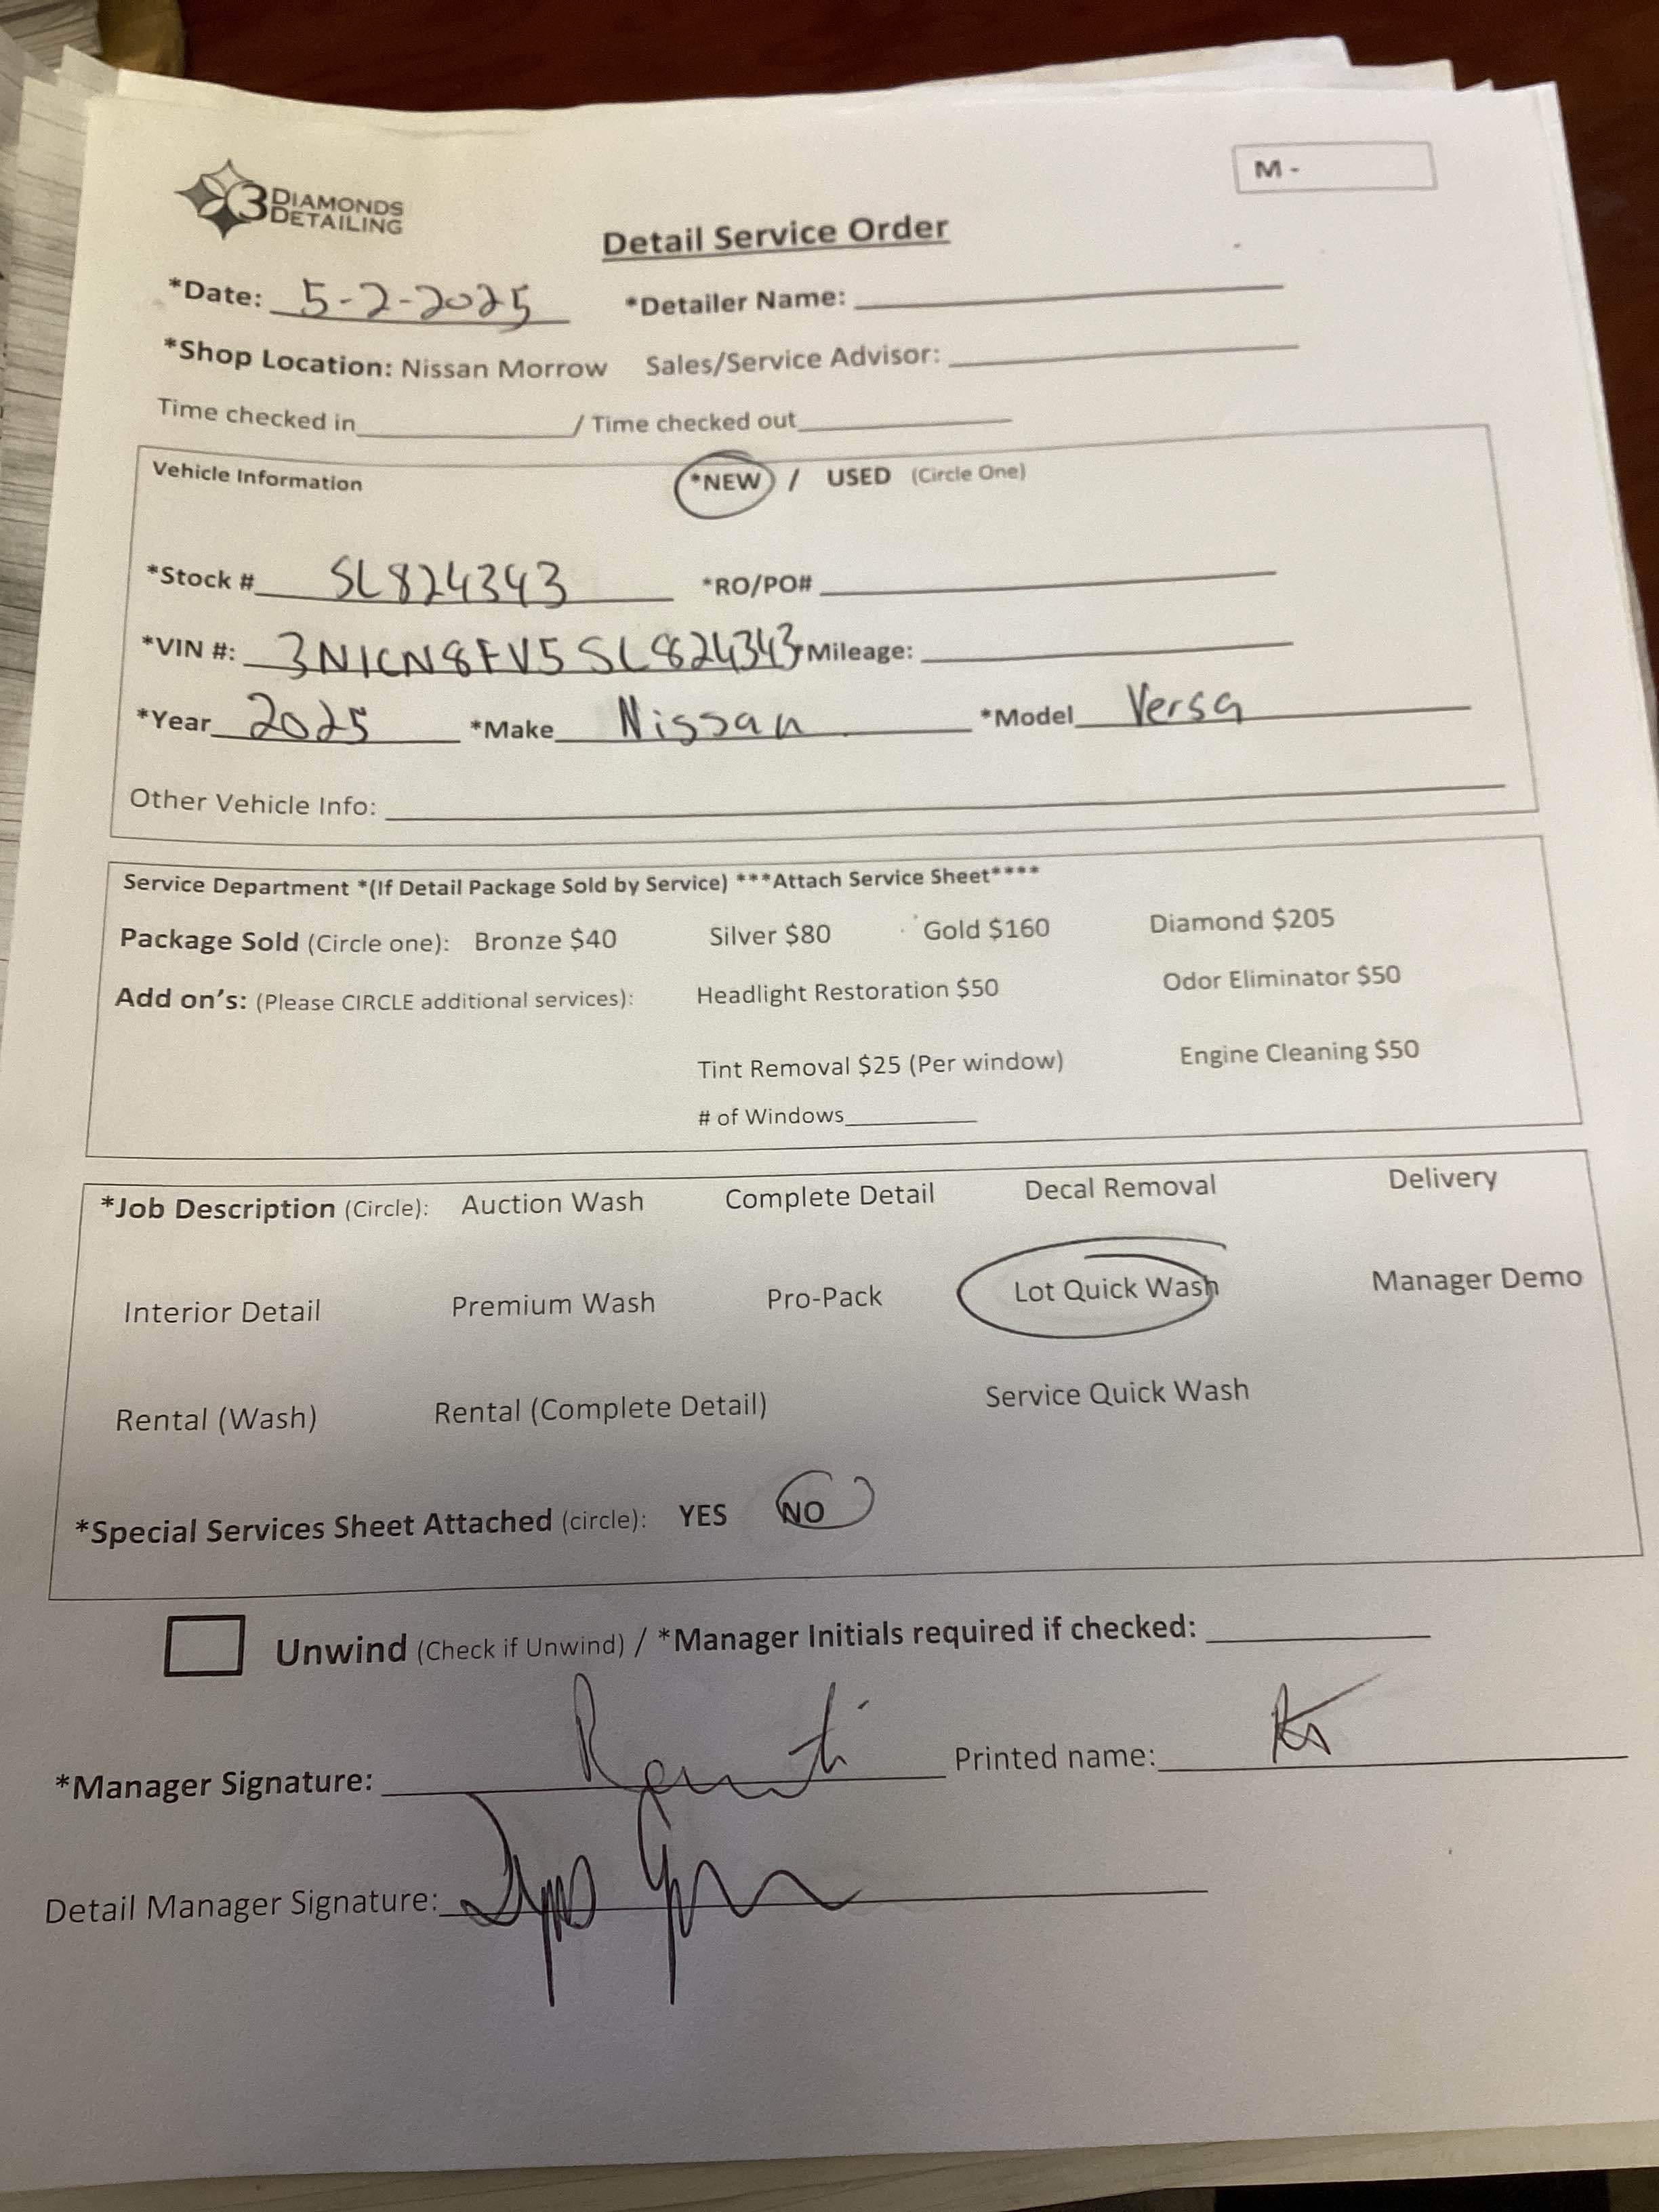 3 DIAMONDS
DETAILING
M -
Detail Service Order
*Date: 5-2-2025 *Detailer Name:
*Shop Location: Nissan Morrow Sales/Service Advisor:
Time checked in / Time checked out
Vehicle Information *NEW / USED (Circle One)
*Stock # SL824343 *RO/PO#
*VIN #: 3N1CN8FV5SL824343 *Mileage:
*Year 2025 *Make Nissan *Model Versa
Other Vehicle Info:
Service Department *(If Detail Package Sold by Service) ***Attach Service Sheet****
Package Sold (Circle one): Bronze $40 Silver $80 Gold $160 Diamond $205
Add on's: (Please CIRCLE additional services): Headlight Restoration $50 Odor Eliminator $50
Tint Removal $25 (Per window) Engine Cleaning $50
# of Windows
*Job Description (Circle): Auction Wash Complete Detail Decal Removal Delivery
Interior Detail Premium Wash Pro-Pack Lot Quick Wash Manager Demo
Rental (Wash) Rental (Complete Detail) Service Quick Wash
*Special Services Sheet Attached (circle): YES NO
Unwind (Check if Unwind) / *Manager Initials required if checked:
*Manager Signature: Printed name:
Detail Manager Signature: